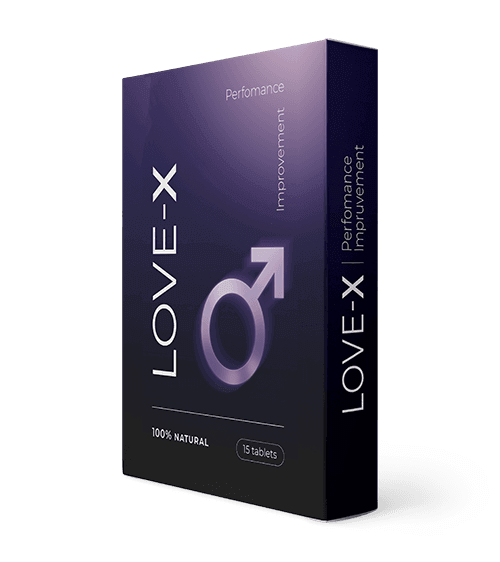 Perfomance
Improvement
LOVE-X
100% NATURAL
15 tablets
LOVE-X
Perfomance
Impruvement